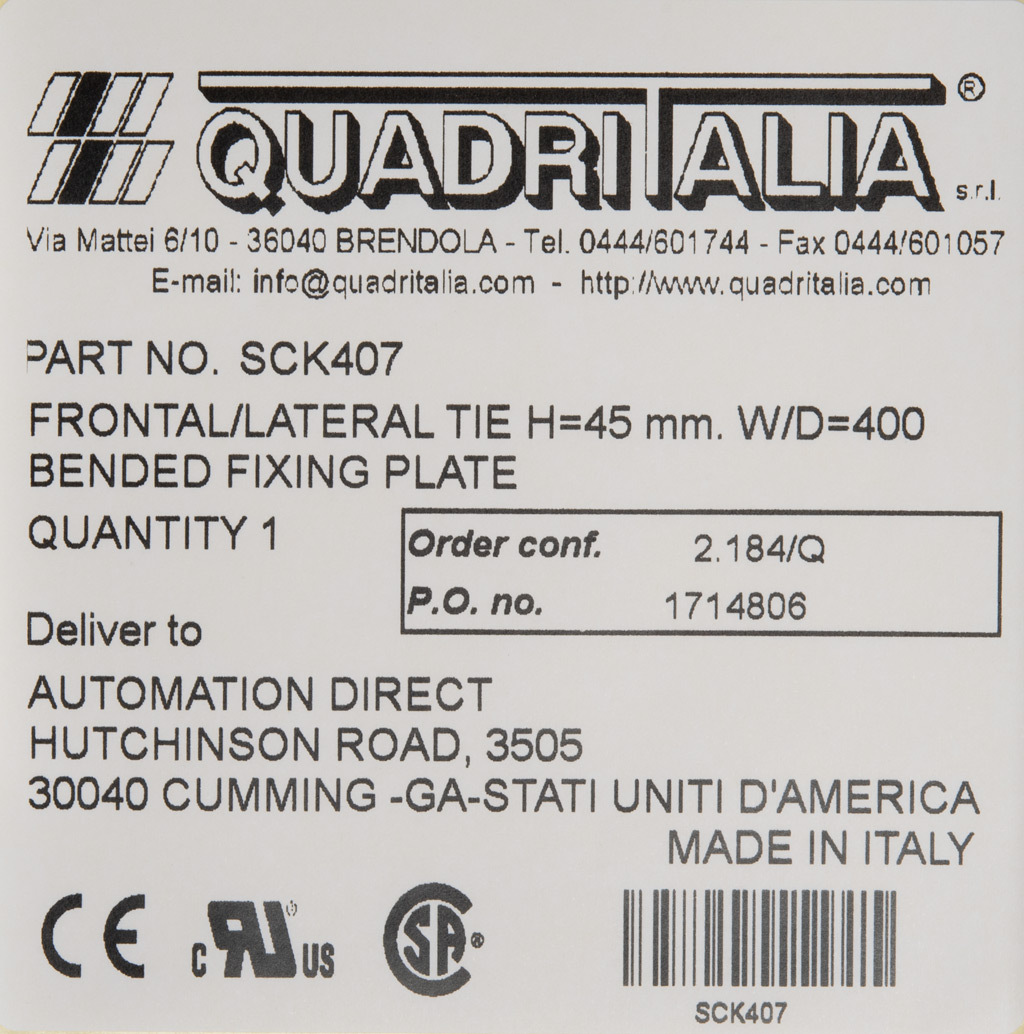 QUADRITALIA ® s.r.l.
Via Mattei 6/10 - 36040 BRENDOLA - Tel. 0444/601744 - Fax 0444/601057
E-mail: info@quadritalia.com - http://www.quadritalia.com
PART NO. SCK407
FRONTAL/LATERAL TIE H=45 mm. W/D=400
BENDED FIXING PLATE
QUANTITY 1
Order conf. 2.184/Q
P.O. no. 1714806
Deliver to
AUTOMATION DIRECT
HUTCHINSON ROAD, 3505
30040 CUMMING -GA-STATI UNITI D'AMERICA
MADE IN ITALY
CE c RU ® US CSA ®
SCK407